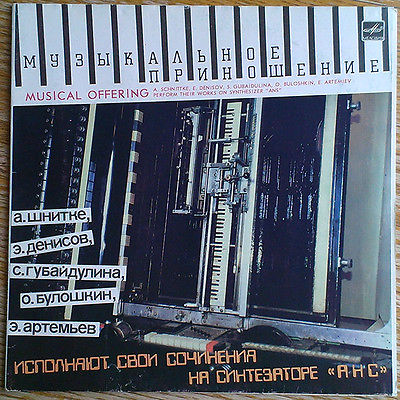 МУЗЫКАЛЬНОЕ
ПРИНОШЕНИЕ
MUSICAL OFFERING
A. SCHNITTKE, E. DENISOV, S. GUBAIDULINA, O. BULOSHKIN, E. ARTEMIEV
PERFORM THEIR WORKS ON SYNTHESIZER "ANS"
а.шнитке,
э.денисов,
с.губайдулина,
о.булошкин,
э.артемьев
ИСПОЛНЯЮТ СВОИ СОЧИНЕНИЯ
НА СИНТЕЗАТОРЕ «АНС»